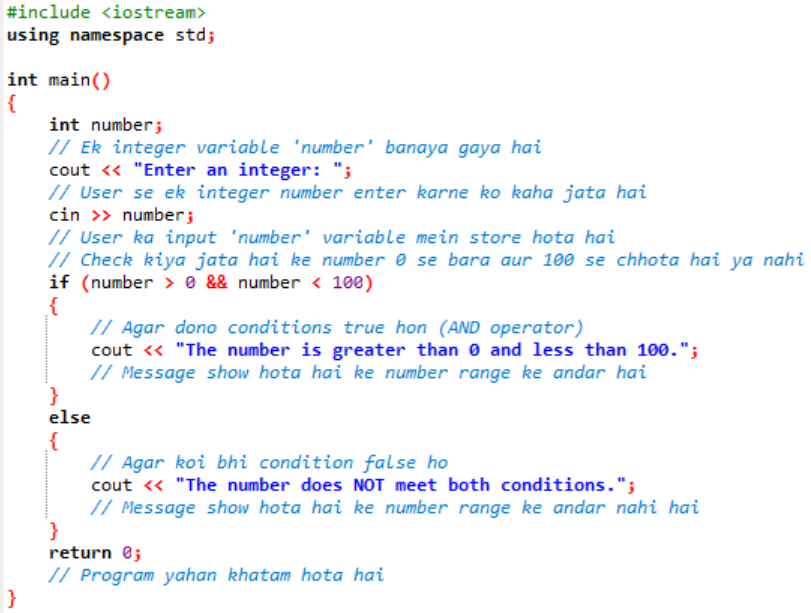 #include <iostream>
using namespace std;
int main()
{
int number;
// Ek integer variable 'number' banaya gaya hai
cout << "Enter an integer: ";
// User se ek integer number enter karne ko kaha jata hai
cin >> number;
// User ka input 'number' variable mein store hota hai
// Check kiya jata hai ke number 0 se bara aur 100 se chhota hai ya nahi
if (number > 0 && number < 100)
{
// Agar dono conditions true hon (AND operator)
cout << "The number is greater than 0 and less than 100.";
// Message show hota hai ke number range ke andar hai
}
else
{
// Agar koi bhi condition false ho
cout << "The number does NOT meet both conditions.";
// Message show hota hai ke number range ke andar nahi hai
}
return 0;
// Program yahan khatam hota hai
}